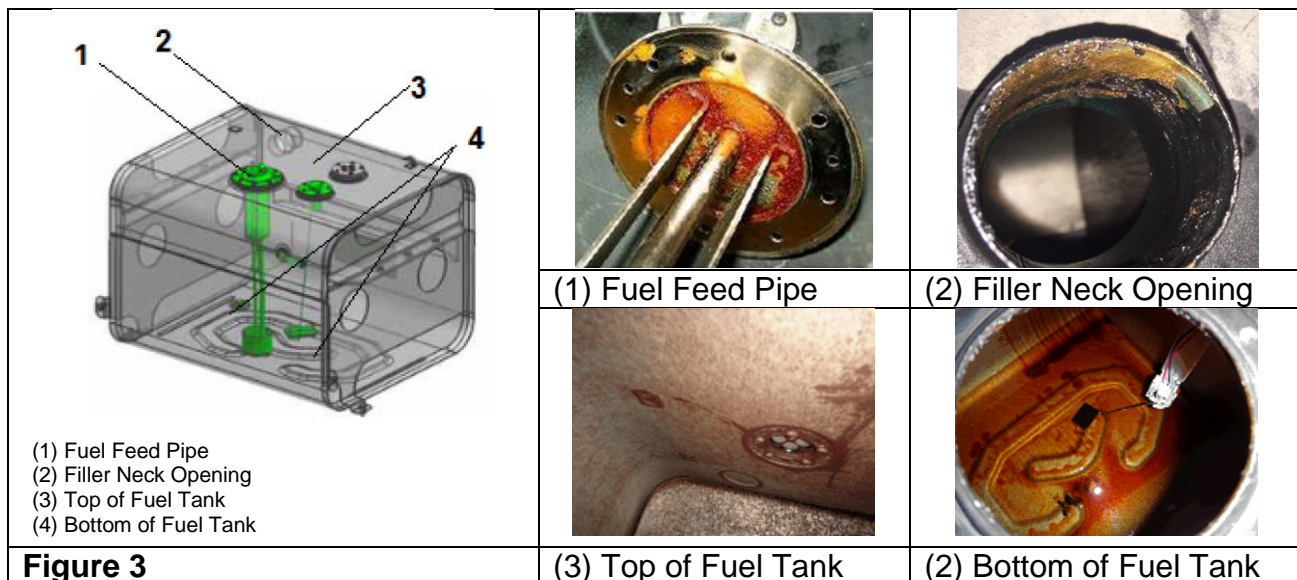 1
2
3
4
(1) Fuel Feed Pipe
(2) Filler Neck Opening
(3) Top of Fuel Tank
(4) Bottom of Fuel Tank
Figure 3
(1) Fuel Feed Pipe
(2) Filler Neck Opening
(3) Top of Fuel Tank
(2) Bottom of Fuel Tank